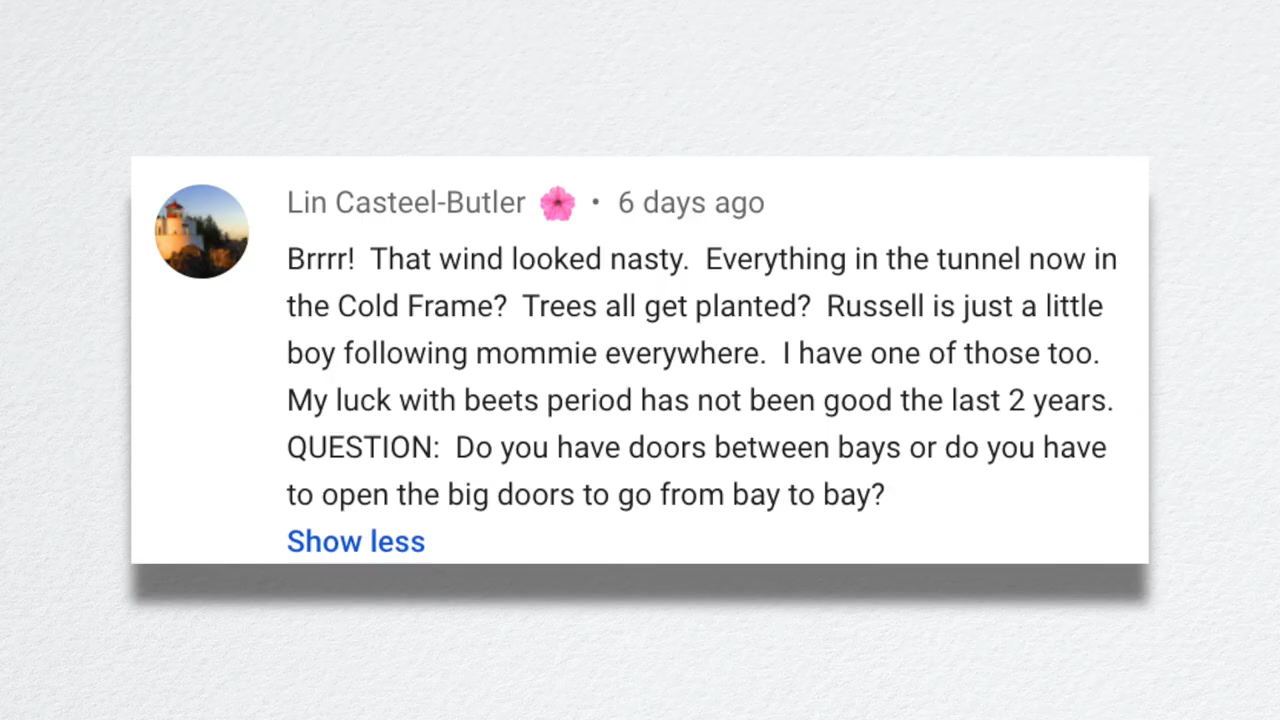 Lin Casteel-Butler 🌸 • 6 days ago
Brrrr!  That wind looked nasty.  Everything in the tunnel now in
the Cold Frame?  Trees all get planted?  Russell is just a little
boy following mommie everywhere.  I have one of those too.
My luck with beets period has not been good the last 2 years.
QUESTION:  Do you have doors between bays or do you have
to open the big doors to go from bay to bay?
Show less